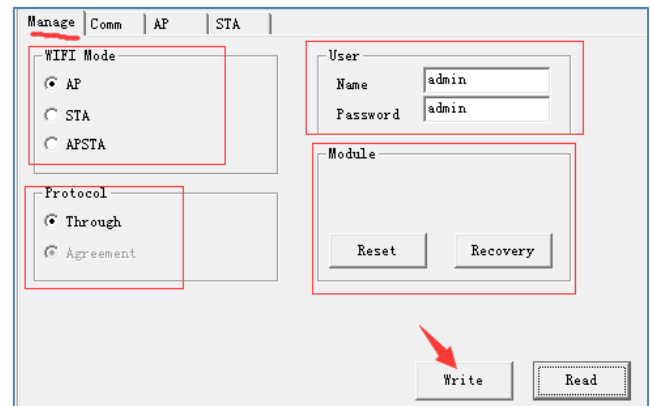 Manage Comm AP STA
WIFI Mode
AP
STA
APSTA
Protocol
Through
Agreement
User
Name admin
Password admin
Module
Reset Recovery
Write Read